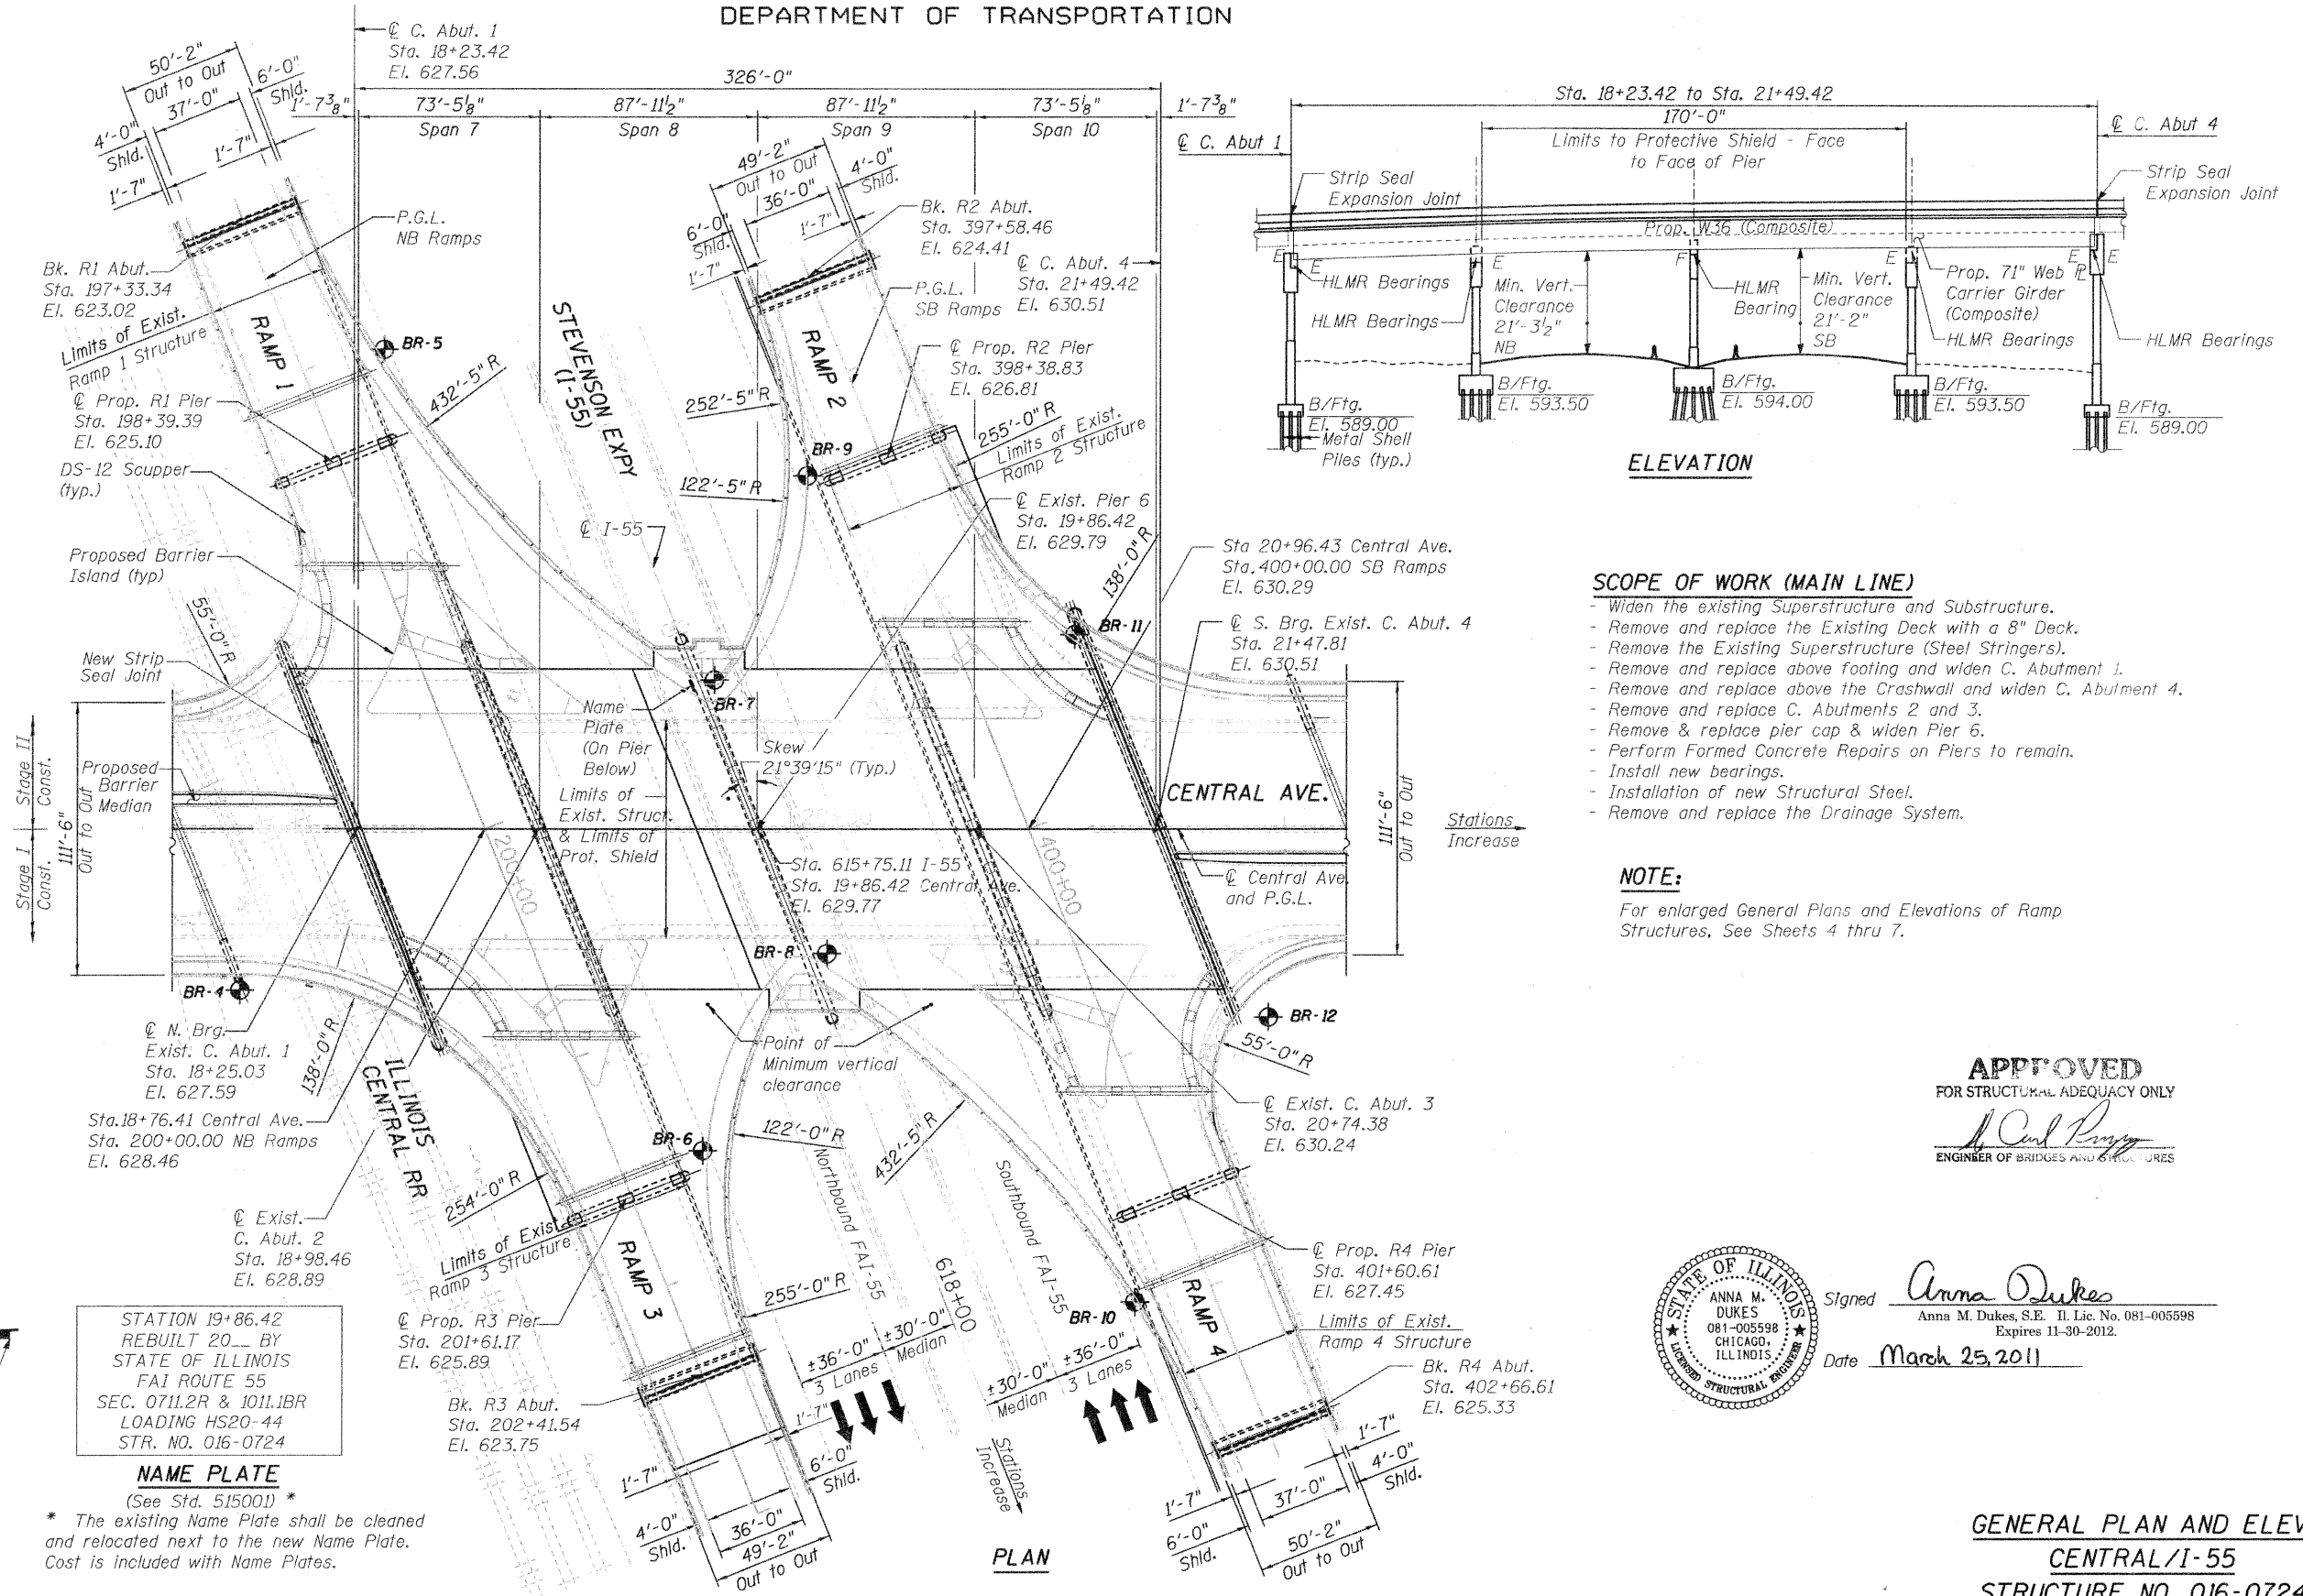 DEPARTMENT OF TRANSPORTATION
℄ C. Abut. 1
Sta. 18+23.42
El. 627.56
326'-0"
1'-7⅜"
73'-5⅛"
87'-11½"
87'-11½"
73'-5⅛"
1'-7⅜"
Span 7
Span 8
Span 9
Span 10
50'-2"
Out to Out
37'-0"
6'-0"
Shld.
4'-0"
Shld.
1'-7"
1'-7"
P.G.L.
NB Ramps
Bk. R1 Abut.
Sta. 197+33.34
El. 623.02
Limits of Exist.
Ramp 1 Structure
RAMP 1
BR-5
℄ Prop. R1 Pier
Sta. 198+39.39
El. 625.10
432'-5" R
DS-12 Scupper
(typ.)
Proposed Barrier
Island (typ)
55'-0" R
New Strip
Seal Joint
STEVENSON EXPY
(I-55)
℄ I-55
49'-2"
Out to Out
36'-0"
4'-0"
Shld.
6'-0"
Shld.
1'-7"
1'-7"
Bk. R2 Abut.
Sta. 397+58.46
El. 624.41
℄ C. Abut. 4
Sta. 21+49.42
El. 630.51
P.G.L.
SB Ramps
RAMP 2
℄ Prop. R2 Pier
Sta. 398+38.83
El. 626.81
252'-5" R
BR-9
255'-0" R
Limits of Exist.
Ramp 2 Structure
122'-5" R
℄ Exist. Pier 6
Sta. 19+86.42
El. 629.79
138'-0" R
Sta 20+96.43 Central Ave.
Sta. 400+00.00 SB Ramps
El. 630.29
BR-11
℄ S. Brg. Exist. C. Abut. 4
Sta. 21+47.81
El. 630.51
℄ C. Abut 1
Sta. 18+23.42 to Sta. 21+49.42
170'-0"
Limits to Protective Shield - Face
to Face of Pier
℄ C. Abut 4
Strip Seal
Expansion Joint
Strip Seal
Expansion Joint
Prop. W36 (Composite)
E
E
E
F
E
E
E
HLMR Bearings
HLMR Bearings
Min. Vert.
Clearance
21'-3½"
NB
HLMR
Bearing
Min. Vert.
Clearance
21'-2"
SB
Prop. 71" Web ℄
Carrier Girder
(Composite)
HLMR Bearings
HLMR Bearings
B/Ftg.
El. 589.00
B/Ftg.
El. 593.50
B/Ftg.
El. 594.00
B/Ftg.
El. 593.50
B/Ftg.
El. 589.00
Metal Shell
Piles (typ.)
ELEVATION
SCOPE OF WORK (MAIN LINE)
- Widen the existing Superstructure and Substructure.
- Remove and replace the Existing Deck with a 8" Deck.
- Remove the Existing Superstructure (Steel Stringers).
- Remove and replace above footing and widen C. Abutment 1.
- Remove and replace above the Crashwall and widen C. Abutment 4.
- Remove and replace C. Abutments 2 and 3.
- Remove & replace pier cap & widen Pier 6.
- Perform Formed Concrete Repairs on Piers to remain.
- Install new bearings.
- Installation of new Structural Steel.
- Remove and replace the Drainage System.
NOTE:
For enlarged General Plans and Elevations of Ramp
Structures, See Sheets 4 thru 7.
Stage II
Const.
Stage I
Const.
111'-6"
Out to Out
Proposed
Barrier
Median
Name
Plate
(On Pier
Below)
BR-7
Skew
21°39'15" (Typ.)
Limits of
Exist. Struct.
& Limits of
Prot. Shield
CENTRAL AVE.
111'-6"
Out to Out
Stations
Increase
200+00
400+00
Sta. 615+75.11 I-55
Sta. 19+86.42 Central Ave.
El. 629.77
℄ Central Ave
and P.G.L.
BR-4
BR-8
BR-12
55'-0" R
℄ N. Brg.
Exist. C. Abut. 1
Sta. 18+25.03
El. 627.59
138'-0" R
ILLINOIS
CENTRAL RR
Point of
Minimum vertical
clearance
Sta.18+76.41 Central Ave.
Sta. 200+00.00 NB Ramps
El. 628.46
BR-6
122'-0" R
432'-5" R
℄ Exist. C. Abut. 3
Sta. 20+74.38
El. 630.24
254'-0" R
Northbound FAI-55
Southbound FAI-55
618+00
℄ Exist.
C. Abut. 2
Sta. 18+98.46
El. 628.89
Limits of Exist.
Ramp 3 Structure
RAMP 3
255'-0" R
℄ Prop. R3 Pier
Sta. 201+61.17
El. 625.89
Bk. R3 Abut.
Sta. 202+41.54
El. 623.75
±36'-0"
3 Lanes
±30'-0"
Median
±30'-0"
Median
±36'-0"
3 Lanes
BR-10
RAMP 4
℄ Prop. R4 Pier
Sta. 401+60.61
El. 627.45
Limits of Exist.
Ramp 4 Structure
Bk. R4 Abut.
Sta. 402+66.61
El. 625.33
1'-7"
1'-7"
6'-0"
Shld.
4'-0"
Shld.
36'-0"
49'-2"
Out to Out
Stations
Increase
1'-7"
6'-0"
Shld.
37'-0"
50'-2"
Out to Out
1'-7"
4'-0"
Shld.
PLAN
STATION 19+86.42
REBUILT 20__ BY
STATE OF ILLINOIS
FAI ROUTE 55
SEC. 0711.2R & 1011.1BR
LOADING HS20-44
STR. NO. 016-0724
NAME PLATE
(See Std. 515001) *
* The existing Name Plate shall be cleaned
and relocated next to the new Name Plate.
Cost is included with Name Plates.
APPROVED
FOR STRUCTURAL ADEQUACY ONLY
ENGINEER OF BRIDGES AND STRUCTURES
STATE OF ILLINOIS
ANNA M.
DUKES
081-005598
CHICAGO,
ILLINOIS
LICENSED STRUCTURAL ENGINEER
Signed Anna Dukes
Anna M. Dukes, S.E. Il. Lic. No. 081-005598
Expires 11-30-2012.
Date March 25, 2011
GENERAL PLAN AND ELEV
CENTRAL/I-55
STRUCTURE NO. 016-0724